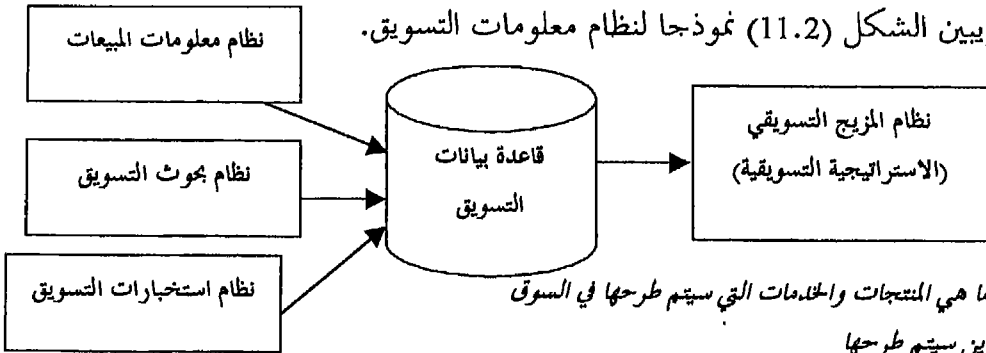 يبين الشكل (11.2) نموذجا لنظام معلومات التسويق.
نظام معلومات المبيعات
نظام بحوث التسويق
نظام استخبارات التسويق
قاعدة بيانات
التسويق
نظام المزيج التسويقي
(الاستراتيجية التسويقية)
ما هي المنتجات والخدمات التي سيتم طرحها في السوق
سيتم طرحها